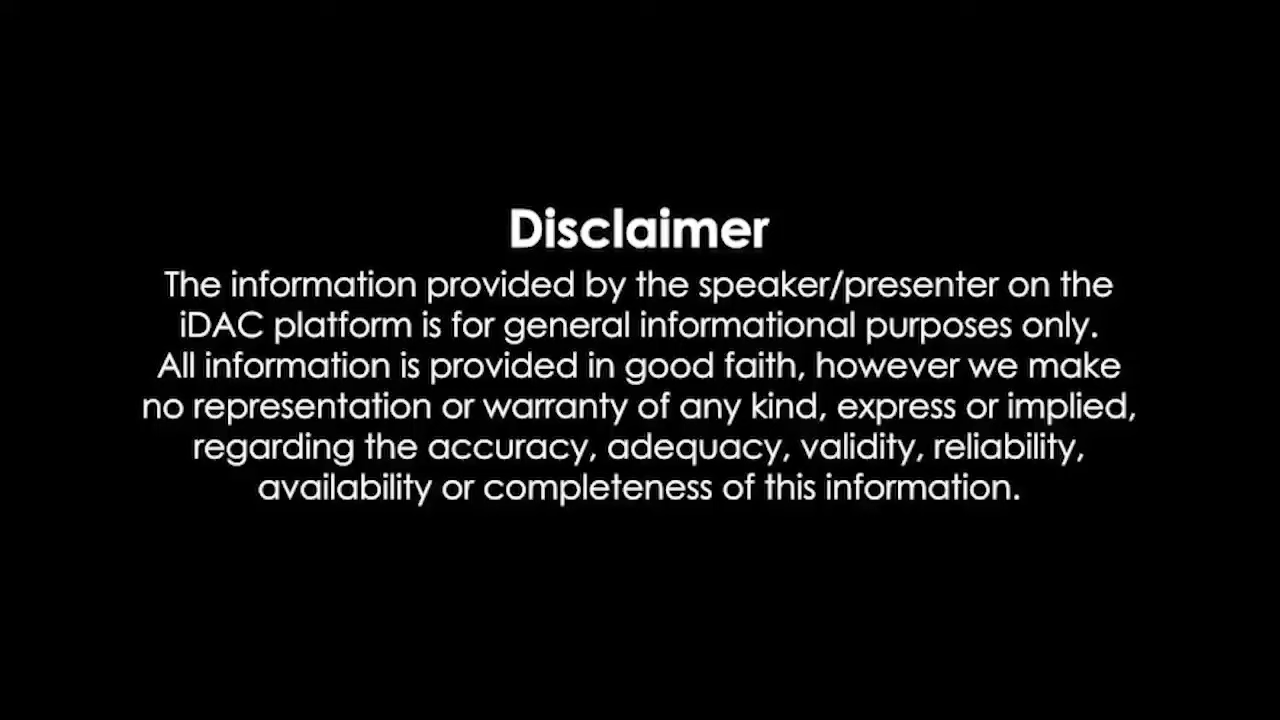 Disclaimer
The information provided by the speaker/presenter on the
iDAC platform is for general informational purposes only.
All information is provided in good faith, however we make
no representation or warranty of any kind, express or implied,
regarding the accuracy, adequacy, validity, reliability,
availability or completeness of this information.